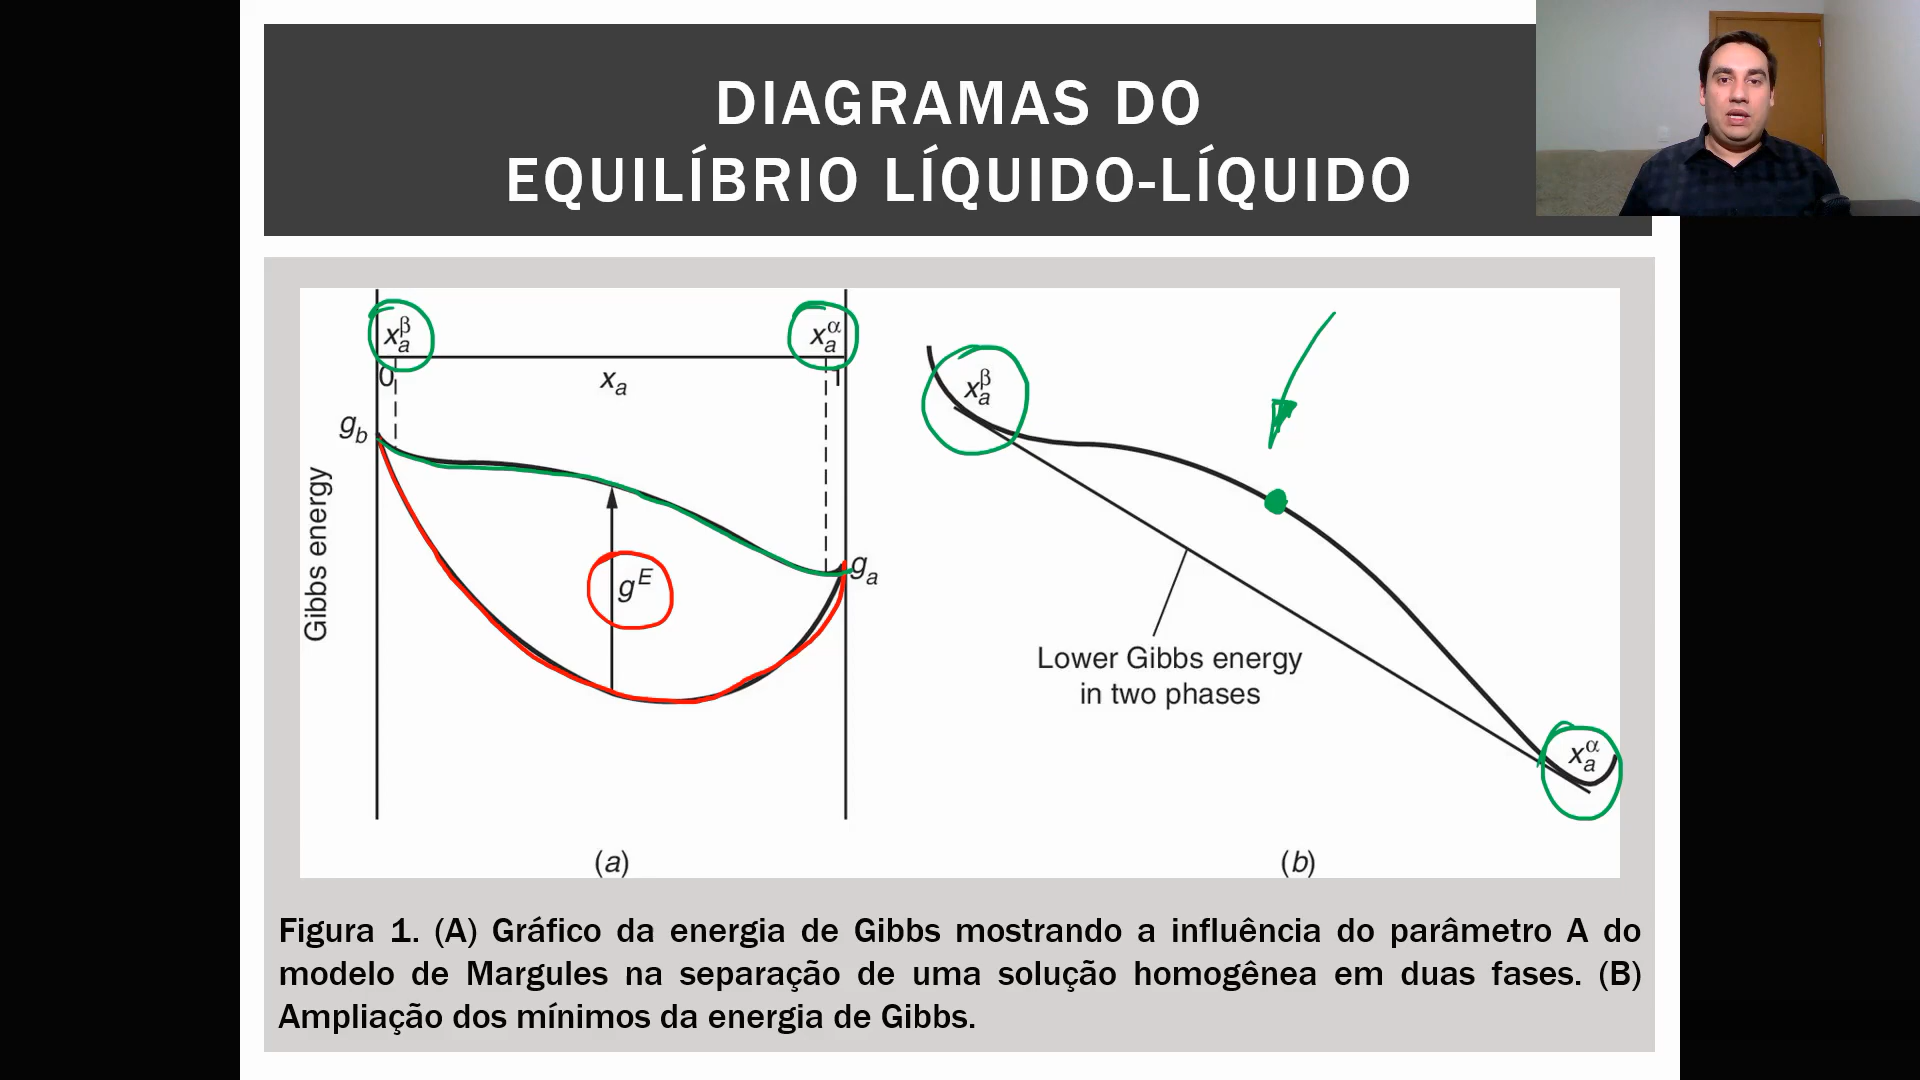 DIAGRAMAS DO
EQUILÍBRIO LÍQUIDO-LÍQUIDO
x_a^β
x_a^α
0
x_a
1
g_b
Gibbs energy
g^E
g_a
(a)
x_a^β
Lower Gibbs energy
in two phases
x_a^α
(b)
Figura 1. (A) Gráfico da energia de Gibbs mostrando a influência do parâmetro A do
modelo de Margules na separação de uma solução homogênea em duas fases. (B)
Ampliação dos mínimos da energia de Gibbs.